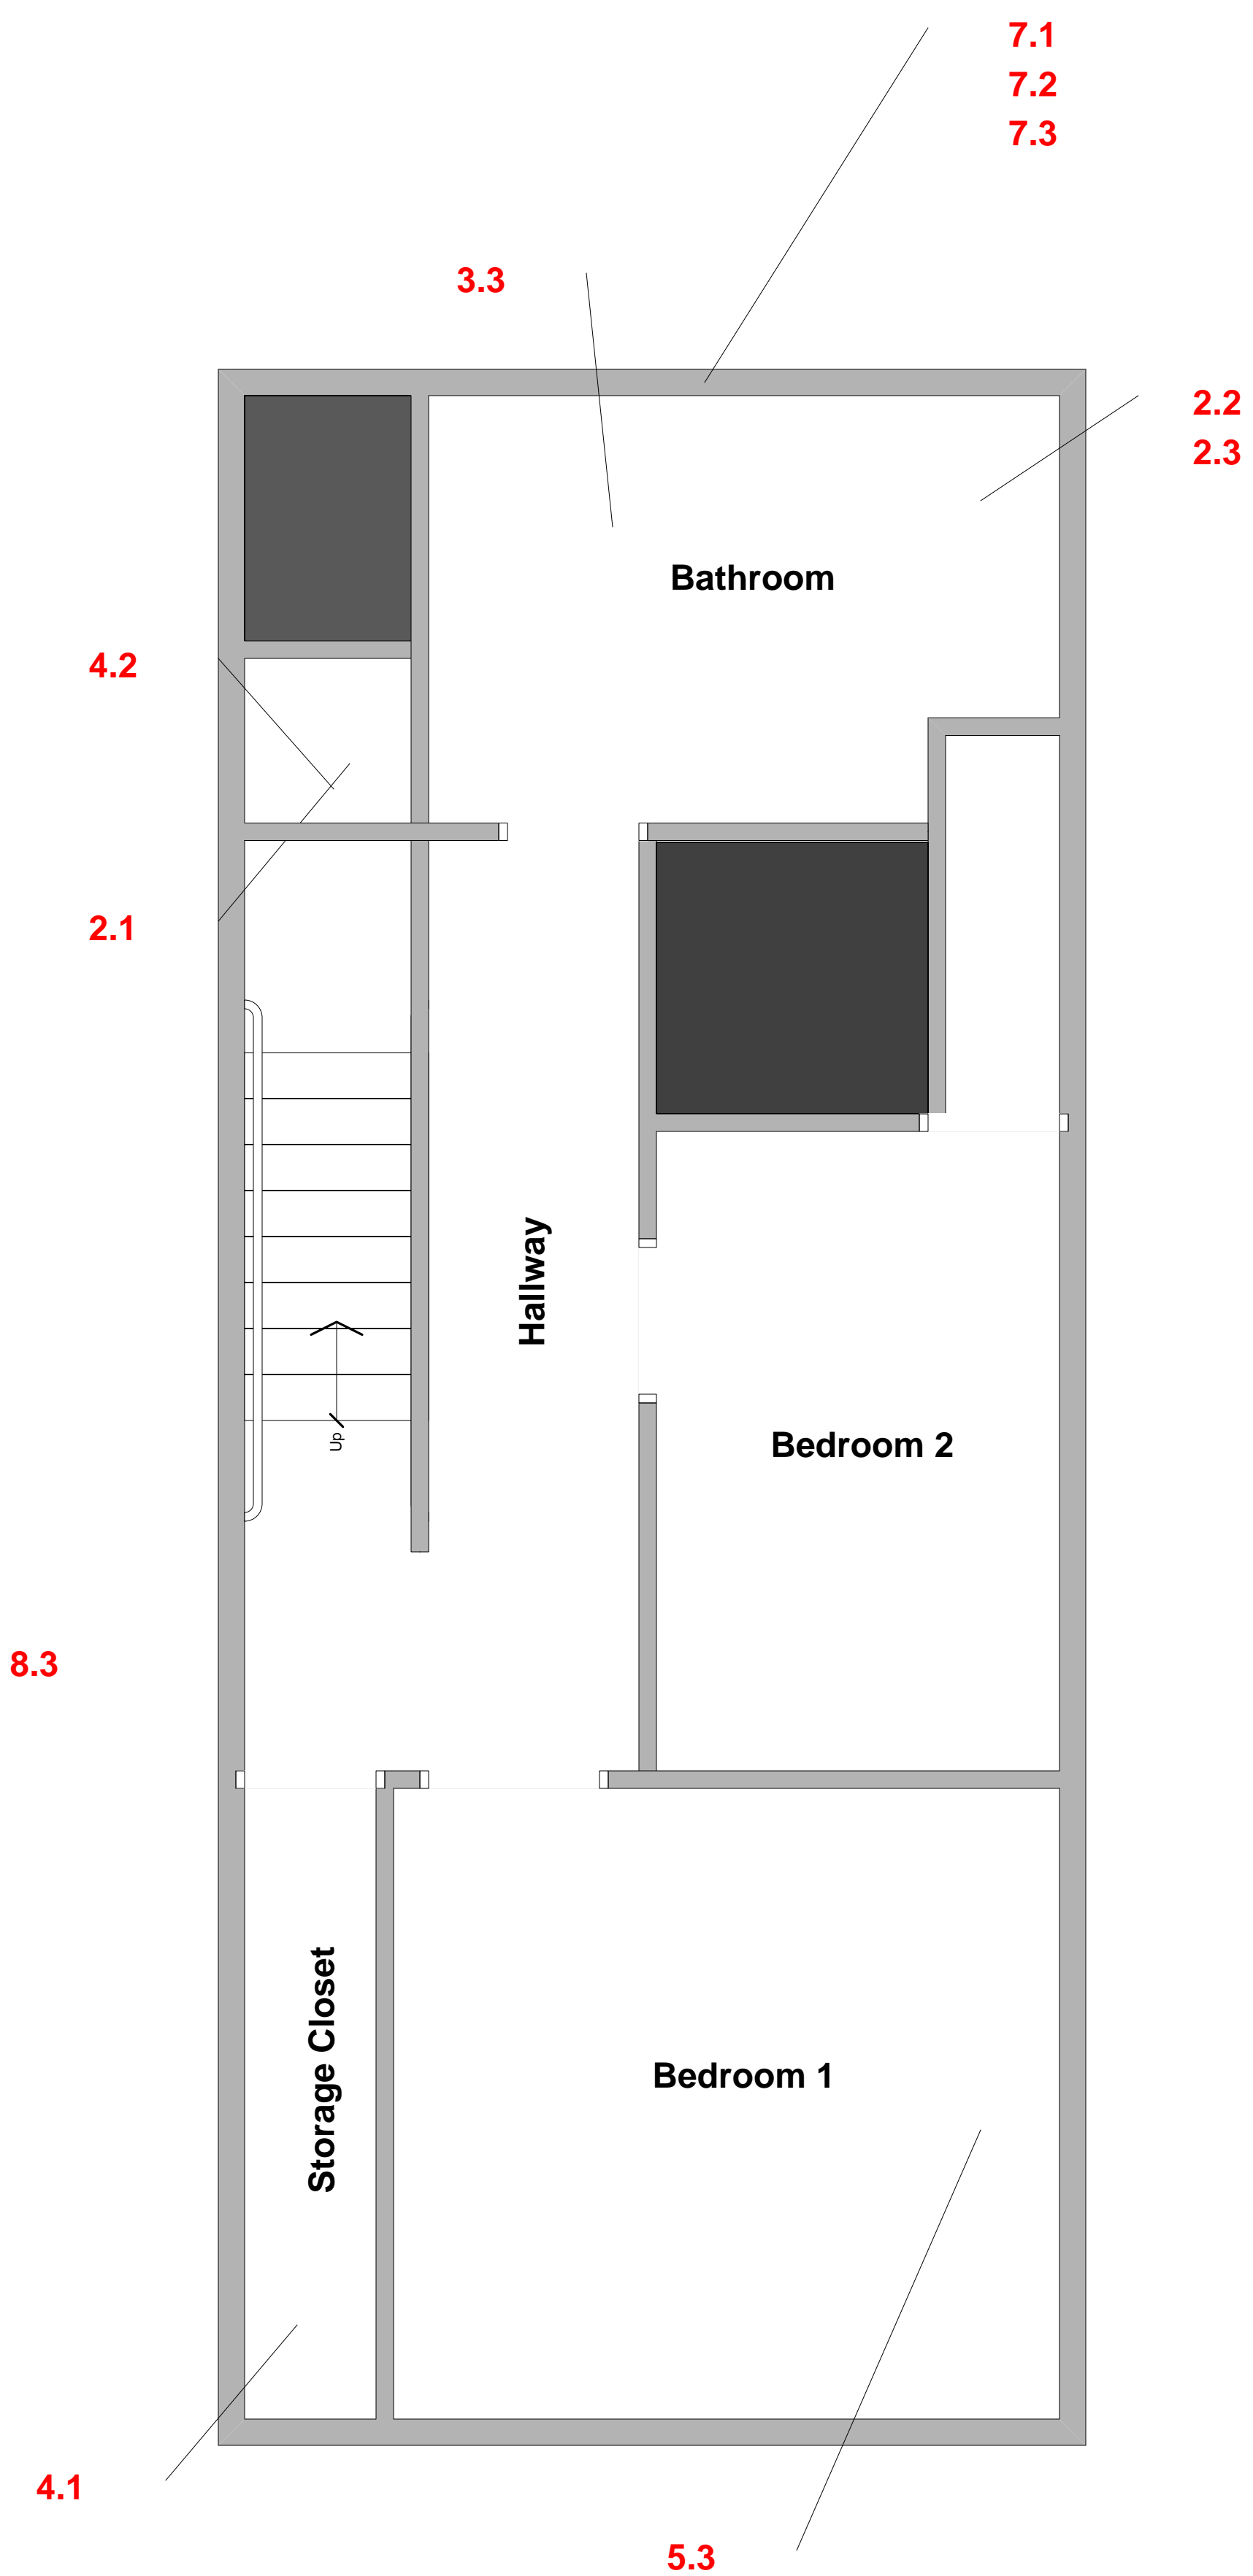 7.1
7.2
7.3
3.3
2.2
2.3
Bathroom
4.2
2.1
Hallway
Up
Bedroom 2
8.3
Storage Closet
Bedroom 1
4.1
5.3